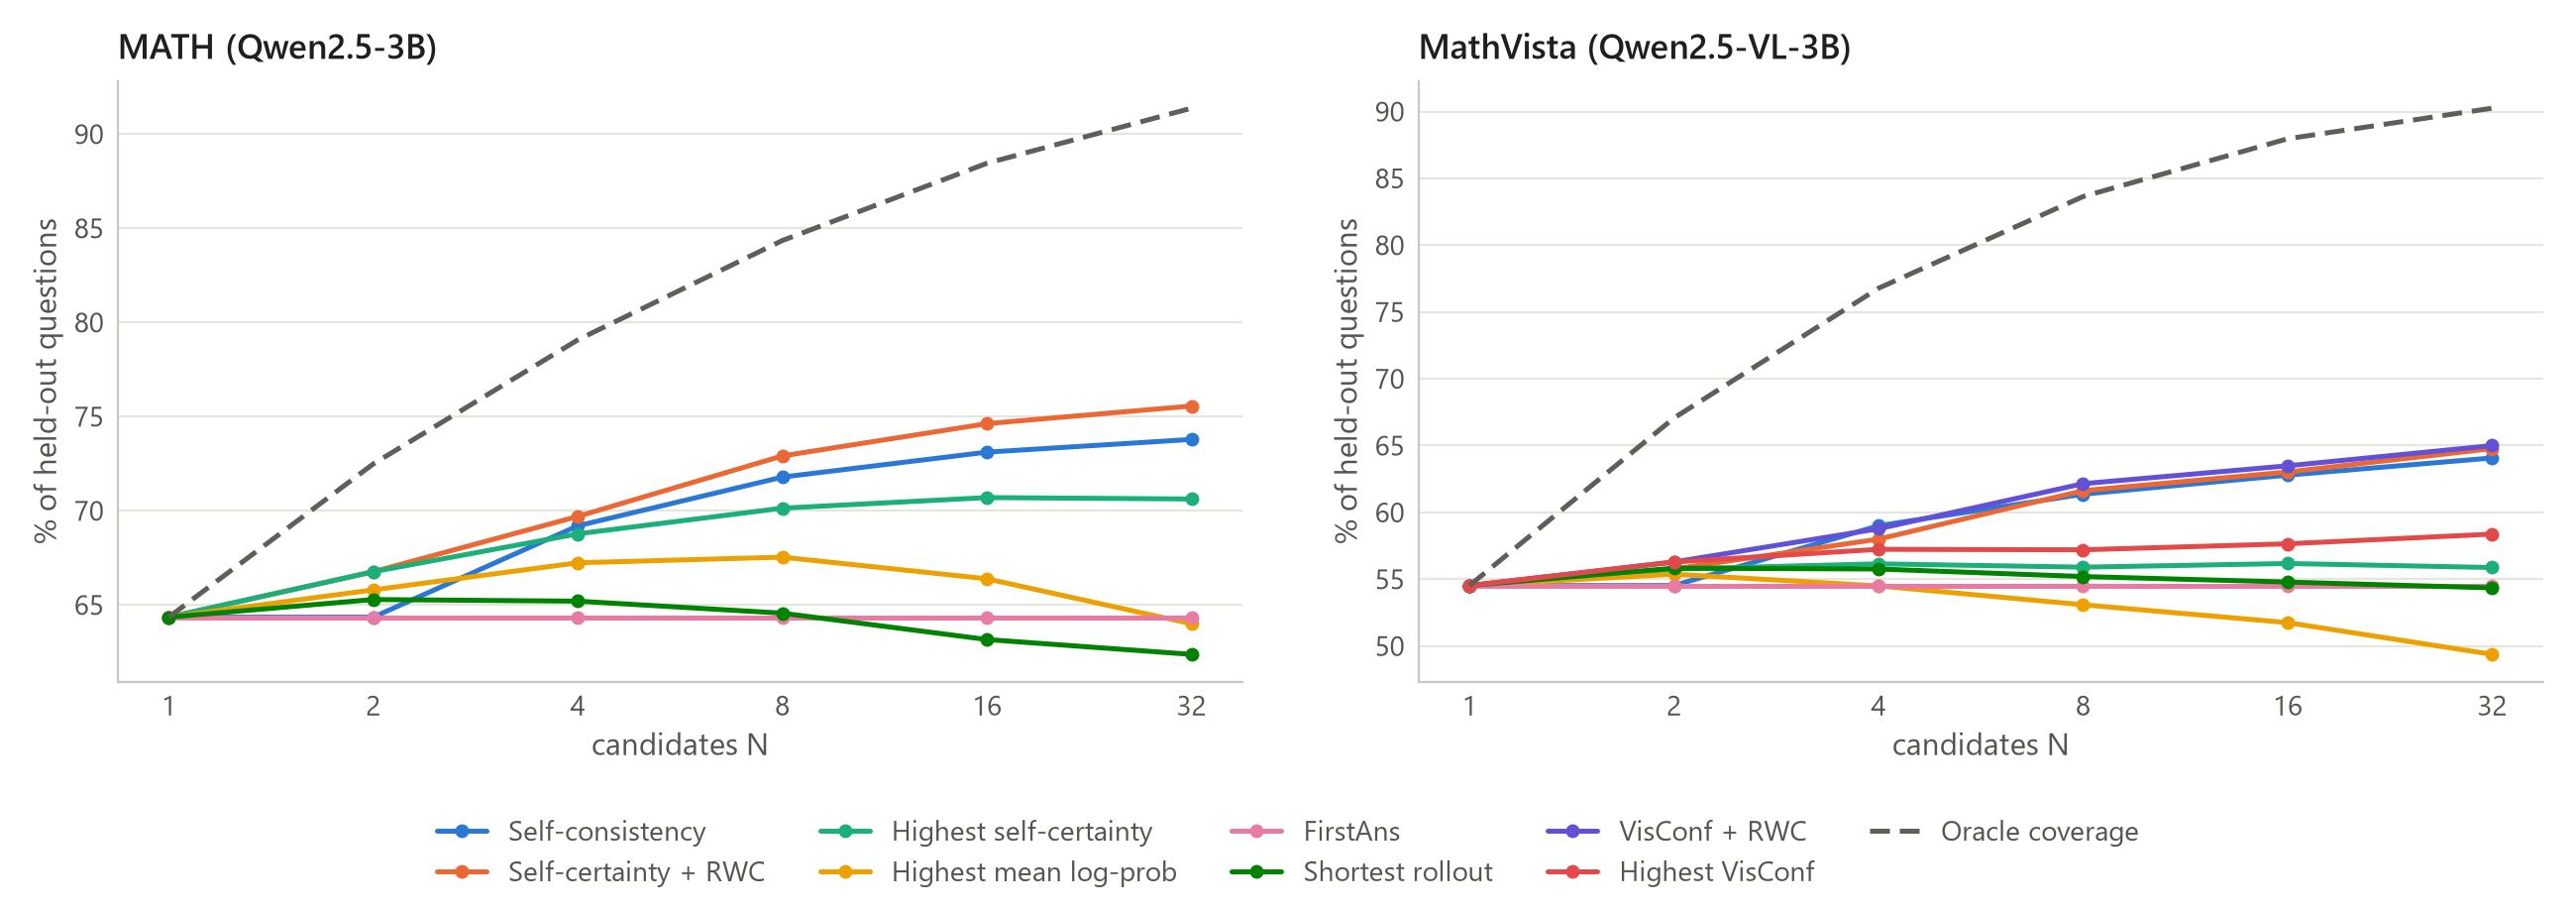 MATH (Qwen2.5-3B)
% of held-out questions
90
85
80
75
70
65
1 2 4 8 16 32
candidates N
MathVista (Qwen2.5-VL-3B)
% of held-out questions
90
85
80
75
70
65
60
55
50
1 2 4 8 16 32
candidates N
Self-consistency Highest self-certainty FirstAns VisConf + RWC Oracle coverage
Self-certainty + RWC Highest mean log-prob Shortest rollout Highest VisConf